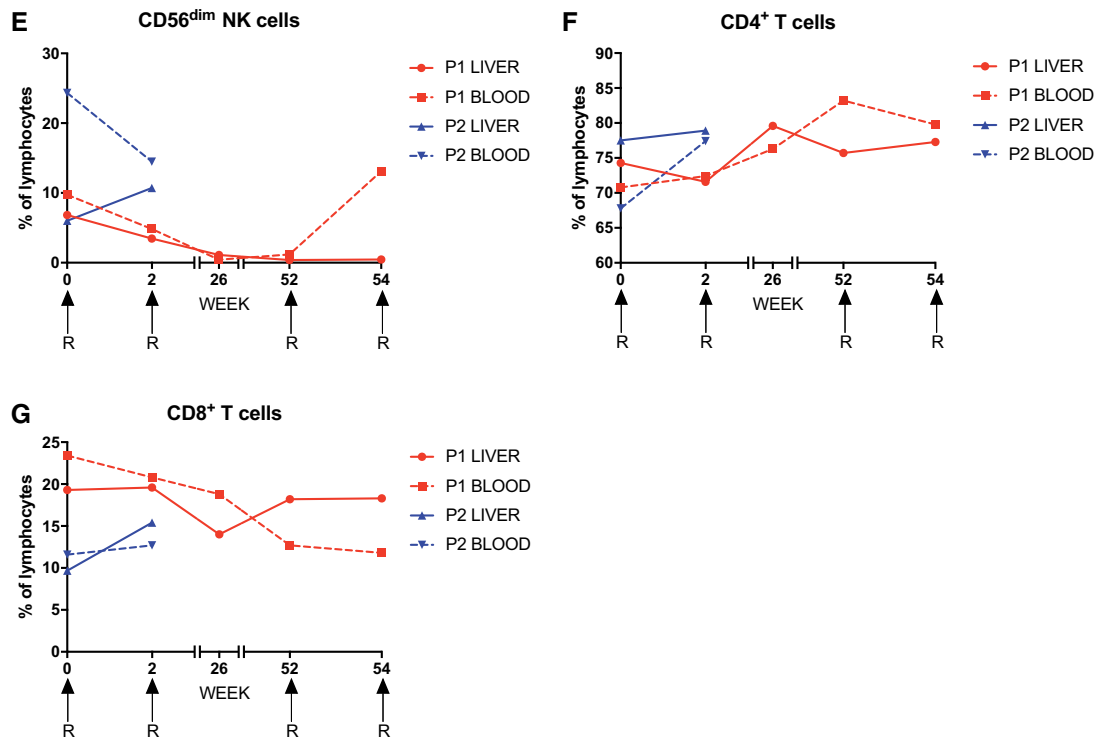 E
CD56dim NK cells
% of lymphocytes
30
20
10
0
0 2 26 52 54
WEEK
R R R R
P1 LIVER
P1 BLOOD
P2 LIVER
P2 BLOOD
F
CD4+ T cells
% of lymphocytes
90
85
80
75
70
65
60
0 2 26 52 54
WEEK
R R R R
P1 LIVER
P1 BLOOD
P2 LIVER
P2 BLOOD
G
CD8+ T cells
% of lymphocytes
25
20
15
10
5
0
0 2 26 52 54
WEEK
R R R R
P1 LIVER
P1 BLOOD
P2 LIVER
P2 BLOOD